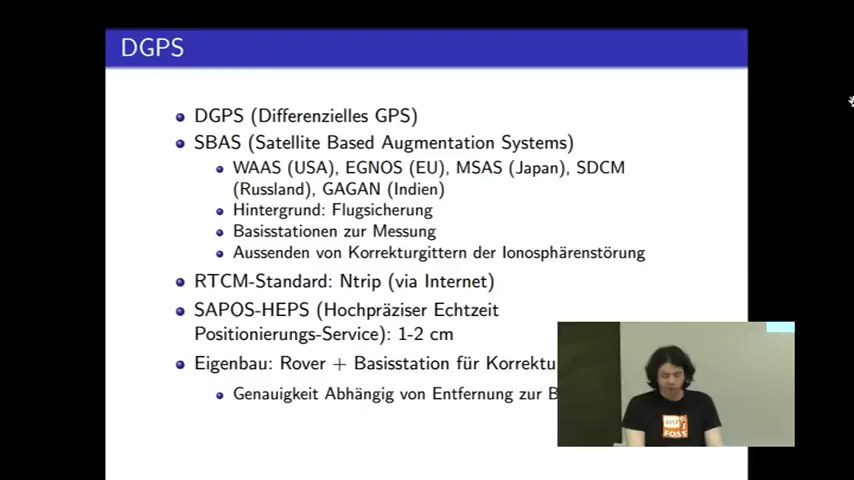 DGPS
DGPS (Differenzielles GPS)
SBAS (Satellite Based Augmentation Systems)
WAAS (USA), EGNOS (EU), MSAS (Japan), SDCM
(Russland), GAGAN (Indien)
Hintergrund: Flugsicherung
Basisstationen zur Messung
Aussenden von Korrekturgittern der Ionosphärenstörung
RTCM-Standard: Ntrip (via Internet)
SAPOS-HEPS (Hochpräziser Echtzeit
Positionierungs-Service): 1-2 cm
Eigenbau: Rover + Basisstation für Korrektu
Genauigkeit Abhängig von Entfernung zur B
FOSS